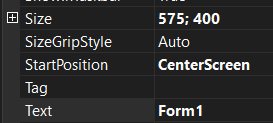 Size 575; 400
SizeGripStyle Auto
StartPosition CenterScreen
Tag
Text Form1